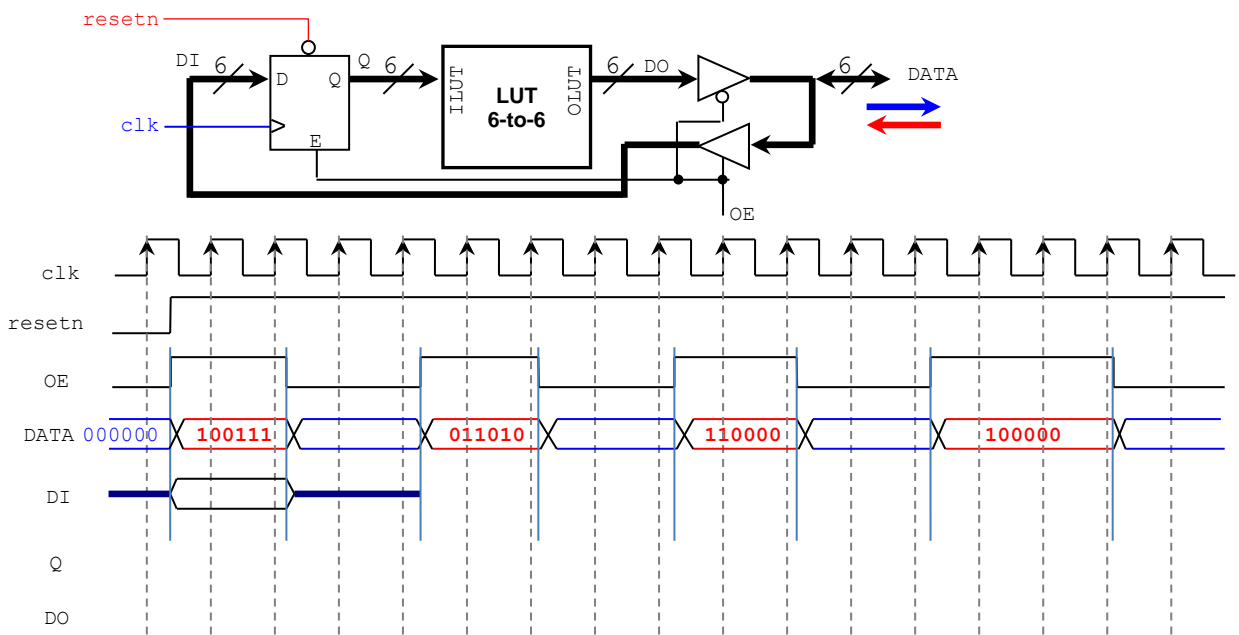 resetn
DI 6 Q 6 6 DO 6 DATA
D Q ILUT LUT OLUT
6-to-6
clk
E
OE
clk
resetn
OE
DATA 000000 100111 011010 110000 100000
DI
Q
DO